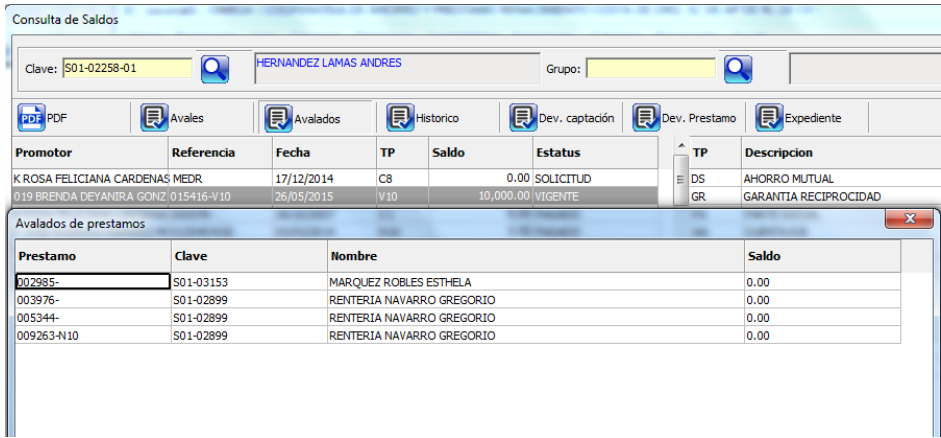 Consulta de Saldos
Clave: S01-02258-01 HERNANDEZ LAMAS ANDRES Grupo:
PDF PDF Avales Avalados Historico Dev. captación Dev. Prestamo Expediente
Promotor Referencia Fecha TP Saldo Estatus TP Descripcion
K ROSA FELICIANA CARDENAS MEDR 17/12/2014 C8 0.00 SOLICITUD DS AHORRO MUTUAL
019 BRENDA DEYANIRA GONZ 015416-V10 26/05/2015 V10 10,000.00 VIGENTE GR GARANTIA RECIPROCIDAD
Avalados de prestamos
Prestamo Clave Nombre Saldo
002985- S01-03153 MARQUEZ ROBLES ESTHELA 0.00
003976- S01-02899 RENTERIA NAVARRO GREGORIO 0.00
005344- S01-02899 RENTERIA NAVARRO GREGORIO 0.00
009263-N10 S01-02899 RENTERIA NAVARRO GREGORIO 0.00